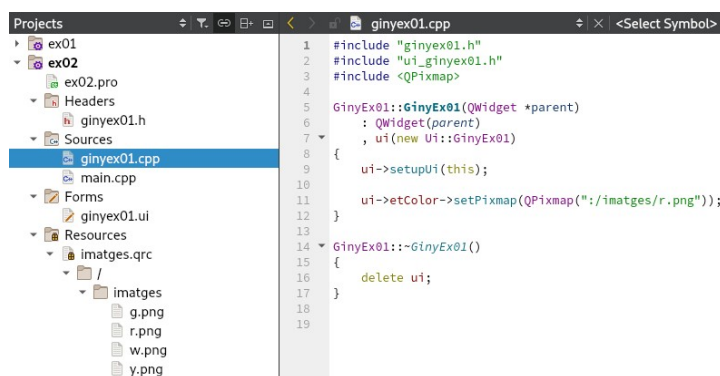 Projects
ex01
ex02
ex02.pro
Headers
ginyex01.h
Sources
ginyex01.cpp
main.cpp
Forms
ginyex01.ui
Resources
imatges.qrc
/
imatges
g.png
r.png
w.png
y.png
ginyex01.cpp
<Select Symbol>
1 #include "ginyex01.h"
2 #include "ui_ginyex01.h"
3 #include <QPixmap>
4
5 GinyEx01::GinyEx01(QWidget *parent)
6 : QWidget(parent)
7 , ui(new Ui::GinyEx01)
8 {
9 ui->setupUi(this);
10
11 ui->etColor->setPixmap(QPixmap(":/imatges/r.png"));
12 }
13
14 GinyEx01::~GinyEx01()
15 {
16 delete ui;
17 }
18
19